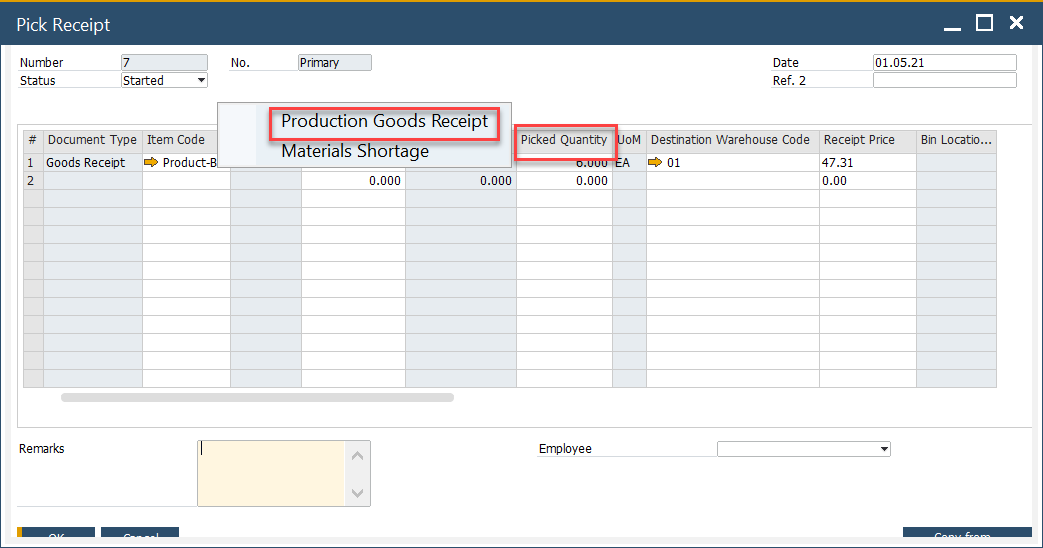 Pick Receipt
Number 7 No. Primary Date 01.05.21
Status Started Ref. 2
Production Goods Receipt
Materials Shortage
# Document Type Item Code Picked Quantity UoM Destination Warehouse Code Receipt Price Bin Locatio...
1 Goods Receipt Product-B 6.000 EA 01 47.31
2 0.000 0.000 0.000 0.00
Remarks Employee
OK Cancel Copy from